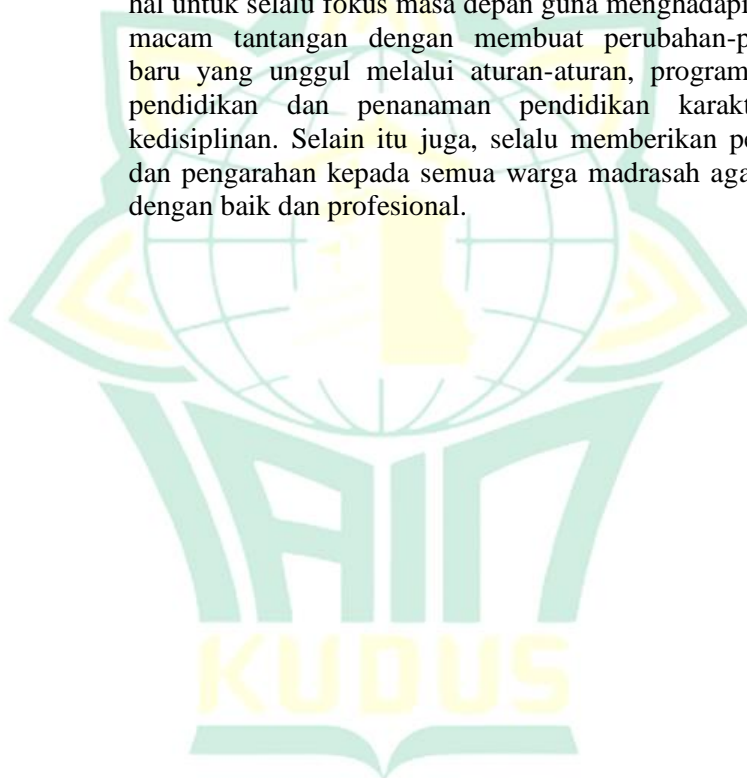 hal untuk selalu fokus masa depan guna menghadapi
macam tantangan dengan membuat perubahan-p
baru yang unggul melalui aturan-aturan, program
pendidikan dan penanaman pendidikan karakt
kedisiplinan. Selain itu juga, selalu memberikan pe
dan pengarahan kepada semua warga madrasah aga
dengan baik dan profesional.
IAIN
KUDUS